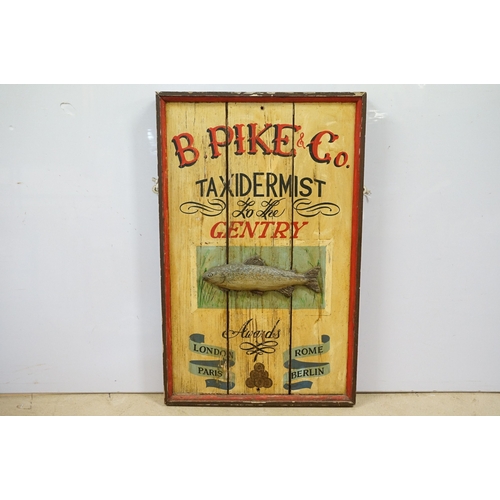 B. PIKE & Co.
TAXIDERMIST
To the
GENTRY
Awards
LONDON ROME
PARIS BERLIN